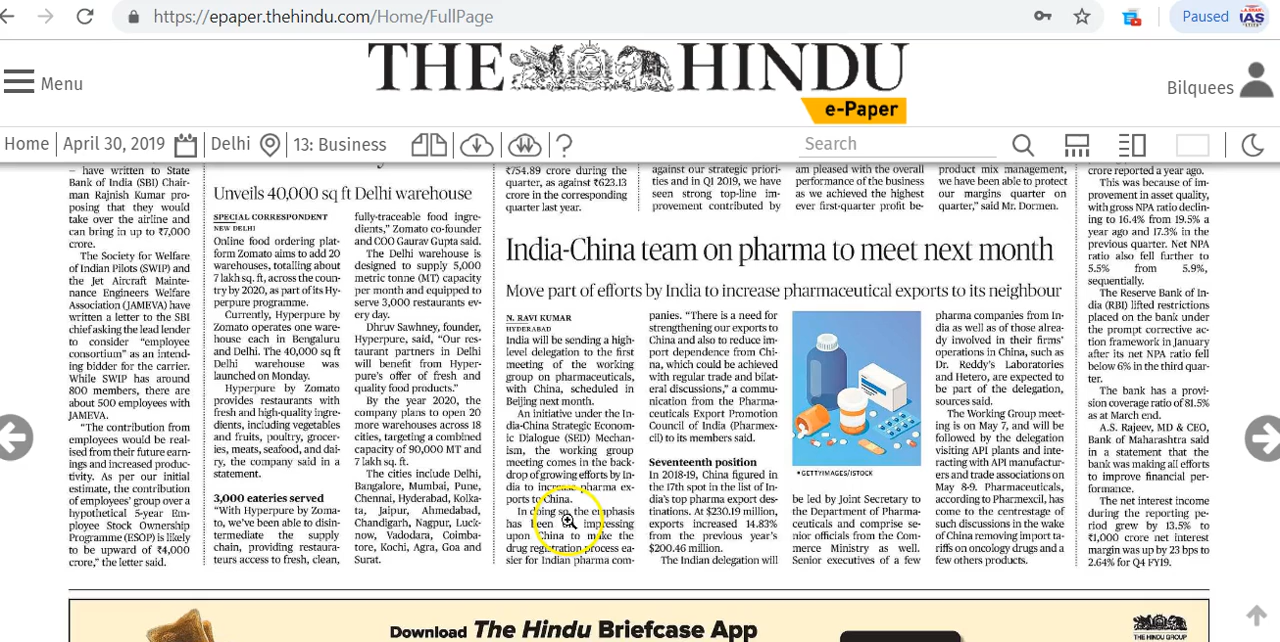 https://epaper.thehindu.com/Home/FullPage
Paused
IAS
THE HINDU
e-Paper
Menu
Bilquees
Home
April 30, 2019
Delhi
13: Business
Search
– have written to State
Bank of India (SBI) Chair-
man Rajnish Kumar pro-
posing that they would
take over the airline and
can bring in up to ₹7,000
crore.
The Society for Welfare
of Indian Pilots (SWIP) and
the Jet Aircraft Mainte-
nance Engineers Welfare
Association (JAMEVA) have
written a letter to the SBI
chief asking the lead lender
to consider “employee
consortium” as an intend-
ing bidder for the carrier.
While SWIP has around
800 members, there are
about 500 employees with
JAMEVA.
“The contribution from
employees would be real-
ised from their future earn-
ings and increased produc-
tivity. As per our initial
estimate, the contribution
of employees’ group over a
hypothetical 5-year Em-
ployee Stock Ownership
Programme (ESOP) is likely
to be upward of ₹4,000
crore,” the letter said.
Unveils 40,000 sq ft Delhi warehouse
SPECIAL CORRESPONDENT
NEW DELHI
Online food ordering plat-
form Zomato aims to add 20
warehouses, totalling about
7 lakh sq. ft, across the coun-
try by 2020, as part of its Hy-
perpure programme.
Currently, Hyperpure by
Zomato operates one ware-
house each in Bengaluru
and Delhi. The 40,000 sq ft
Delhi warehouse was
launched on Monday.
Hyperpure by Zomato
provides restaurants with
fresh and high-quality ingre-
dients, including vegetables
and fruits, poultry, grocer-
ies, meats, seafood, and dai-
ry, the company said in a
statement.
3,000 eateries served
“With Hyperpure by Zoma-
to, we’ve been able to disin-
termediate the supply
chain, providing restaura-
teurs access to fresh, clean,
fully-traceable food ingre-
dients,” Zomato co-founder
and COO Gaurav Gupta said.
The Delhi warehouse is
designed to supply 5,000
metric tonne (MT) capacity
per month and equipped to
serve 3,000 restaurants ev-
ery day.
Dhruv Sawhney, founder,
Hyperpure, said, “Our res-
taurant partners in Delhi
will benefit from Hyper-
pure’s offer of fresh and
quality food products.”
By the year 2020, the
company plans to open 20
more warehouses across 18
cities, targeting a combined
capacity of 90,000 MT and
7 lakh sq. ft.
The cities include Delhi,
Bangalore, Mumbai, Pune,
Chennai, Hyderabad, Kolka-
ta, Jaipur, Ahmedabad,
Chandigarh, Nagpur, Luck-
now, Vadodara, Coimba-
tore, Kochi, Agra, Goa and
Surat.
₹754.89 crore during the
quarter, as against ₹623.13
crore in the corresponding
quarter last year.
against our strategic priori-
ties and in Q1 2019, we have
seen strong top-line im-
provement contributed by
am pleased with the overall
performance of the business
as we achieved the highest
ever first-quarter profit be-
product mix management,
we have been able to protect
our margins quarter on
quarter,” said Mr. Dormen.
India-China team on pharma to meet next month
Move part of efforts by India to increase pharmaceutical exports to its neighbour
N. RAVI KUMAR
HYDERABAD
India will be sending a high-
level delegation to the first
meeting of the working
group on pharmaceuticals,
with China, scheduled in
Beijing next month.
An initiative under the In-
dia-China Strategic Econom-
ic Dialogue (SED) Mechan-
ism, the working group
meeting comes in the back-
drop of growing efforts by In-
dia to increase pharma ex-
ports to China.
In doing so, the emphasis
has been on impressing
upon China to make the
drug registration process ea-
sier for Indian pharma com-
panies. “There is a need for
strengthening our exports to
China and also to reduce im-
port dependence from Chi-
na, which could be achieved
with regular trade and bilat-
eral discussions,” a commu-
nication from the Pharma-
ceuticals Export Promotion
Council of India (Pharmex-
cil) to its members said.
Seventeenth position
In 2018-19, China figured in
the 17th spot in the list of In-
dia’s top pharma export des-
tinations. At $230.19 million,
exports increased 14.83%
from the previous year’s
$200.46 million.
The Indian delegation will
•GETTYIMAGES/ISTOCK
be led by Joint Secretary to
the Department of Pharma-
ceuticals and comprise se-
nior officials from the Com-
merce Ministry as well.
Senior executives of a few
pharma companies from In-
dia as well as of those alrea-
dy involved in their firms’
operations in China, such as
Dr. Reddy’s Laboratories
and Hetero, are expected to
be part of the delegation,
sources said.
The Working Group meet-
ing is on May 7, and will be
followed by the delegation
visiting API plants and inte-
racting with API manufactur-
ers and trade associations on
May 8-9. Pharmaceuticals,
according to Pharmexcil, has
come to the centrestage of
such discussions in the wake
of China removing import ta-
riffs on oncology drugs and a
few others products.
crore reported a year ago.
This was because of im-
provement in asset quality,
with gross NPA ratio declin-
ing to 16.4% from 19.5% a
year ago and 17.3% in the
previous quarter. Net NPA
ratio also fell further to
5.5% from 5.9%,
sequentially.
The Reserve Bank of In-
dia (RBI) lifted restrictions
placed on the bank under
the prompt corrective ac-
tion framework in January
after its net NPA ratio fell
below 6% in the third quar-
ter.
The bank has a provi-
sion coverage ratio of 81.5%
as at March end.
A.S. Rajeev, MD & CEO,
Bank of Maharashtra said
in a statement that the
bank was making all efforts
to improve financial per-
formance.
The net interest income
during the reporting pe-
riod grew by 13.5% to
₹1,000 crore net interest
margin was up by 23 bps to
2.64% for Q4 FY19.
Download The Hindu Briefcase App
THE HINDU GROUP